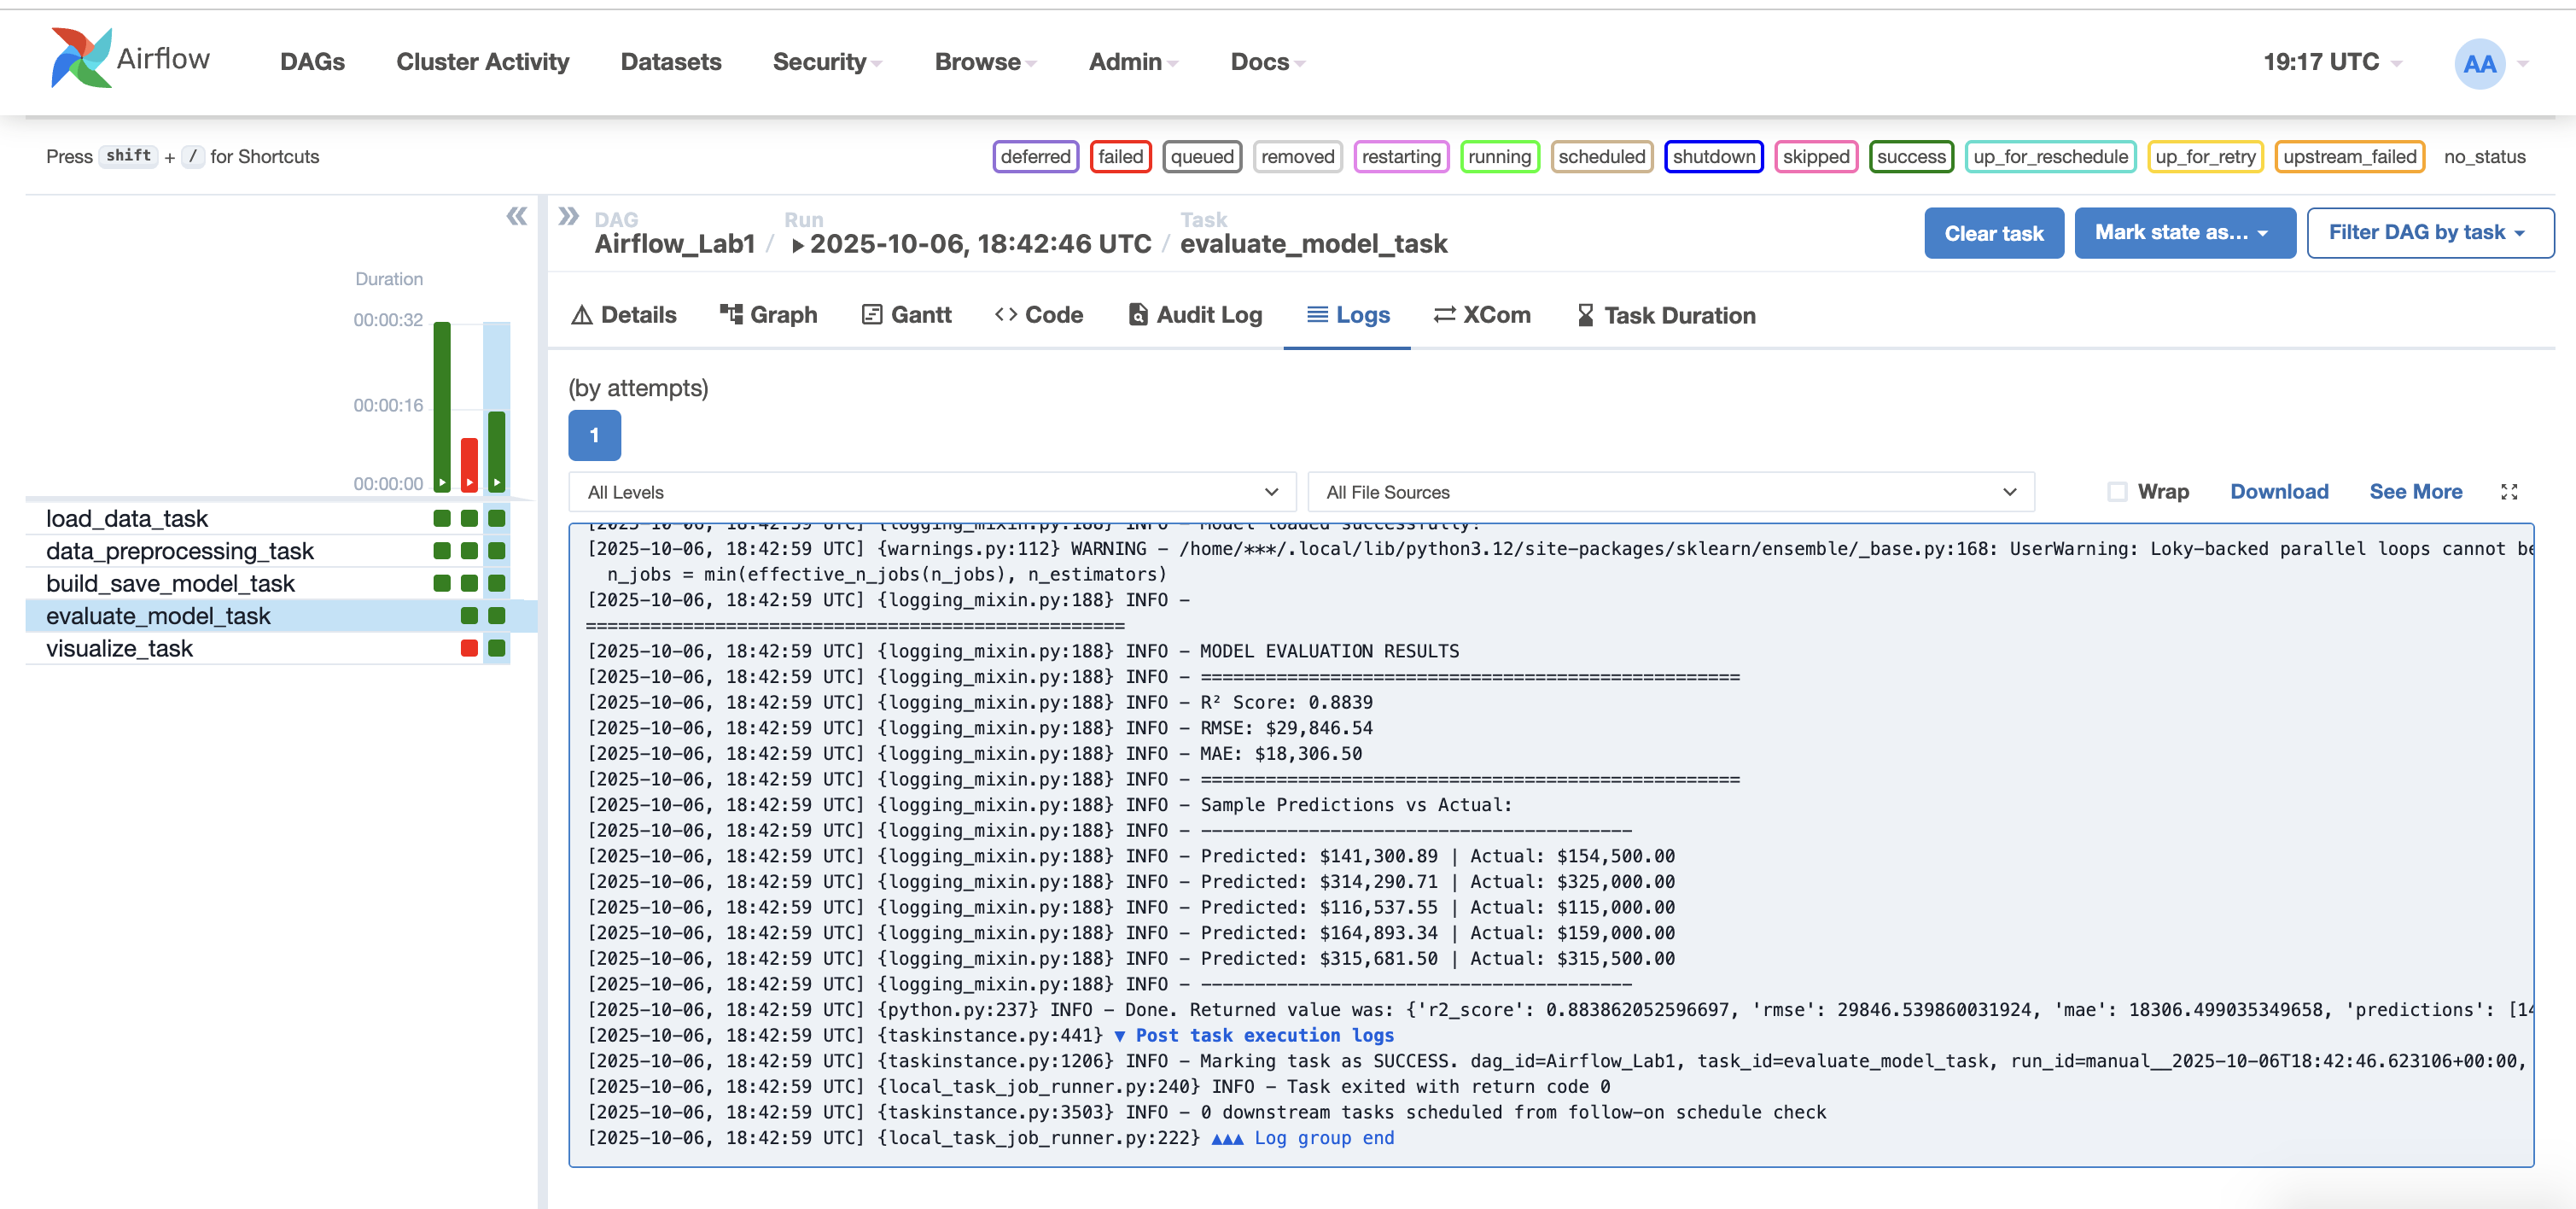 Airflow DAGs Cluster Activity Datasets Security Browse Admin Docs 19:17 UTC AA
Press shift + / for Shortcuts deferred failed queued removed restarting running scheduled shutdown skipped success up_for_reschedule up_for_retry upstream_failed no_status
« » DAG Run Task
Airflow_Lab1 / 2025-10-06, 18:42:46 UTC / evaluate_model_task Clear task Mark state as... Filter DAG by task
Duration
00:00:32
00:00:16
00:00:00
load_data_task
data_preprocessing_task
build_save_model_task
evaluate_model_task
visualize_task
Details Graph Gantt Code Audit Log Logs XCom Task Duration
(by attempts)
1
All Levels All File Sources Wrap Download See More
[2025-10-06, 18:42:59 UTC] {logging_mixin.py:188} INFO - Model loaded successfully!
[2025-10-06, 18:42:59 UTC] {warnings.py:112} WARNING - /home/***/.local/lib/python3.12/site-packages/sklearn/ensemble/_base.py:168: UserWarning: Loky-backed parallel loops cannot be
n_jobs = min(effective_n_jobs(n_jobs), n_estimators)
[2025-10-06, 18:42:59 UTC] {logging_mixin.py:188} INFO -
==================================================
[2025-10-06, 18:42:59 UTC] {logging_mixin.py:188} INFO - MODEL EVALUATION RESULTS
[2025-10-06, 18:42:59 UTC] {logging_mixin.py:188} INFO - ==================================================
[2025-10-06, 18:42:59 UTC] {logging_mixin.py:188} INFO - R² Score: 0.8839
[2025-10-06, 18:42:59 UTC] {logging_mixin.py:188} INFO - RMSE: $29,846.54
[2025-10-06, 18:42:59 UTC] {logging_mixin.py:188} INFO - MAE: $18,306.50
[2025-10-06, 18:42:59 UTC] {logging_mixin.py:188} INFO - ==================================================
[2025-10-06, 18:42:59 UTC] {logging_mixin.py:188} INFO - Sample Predictions vs Actual:
[2025-10-06, 18:42:59 UTC] {logging_mixin.py:188} INFO - ----------------------------------------
[2025-10-06, 18:42:59 UTC] {logging_mixin.py:188} INFO - Predicted: $141,300.89 | Actual: $154,500.00
[2025-10-06, 18:42:59 UTC] {logging_mixin.py:188} INFO - Predicted: $314,290.71 | Actual: $325,000.00
[2025-10-06, 18:42:59 UTC] {logging_mixin.py:188} INFO - Predicted: $116,537.55 | Actual: $115,000.00
[2025-10-06, 18:42:59 UTC] {logging_mixin.py:188} INFO - Predicted: $164,893.34 | Actual: $159,000.00
[2025-10-06, 18:42:59 UTC] {logging_mixin.py:188} INFO - Predicted: $315,681.50 | Actual: $315,500.00
[2025-10-06, 18:42:59 UTC] {logging_mixin.py:188} INFO - ----------------------------------------
[2025-10-06, 18:42:59 UTC] {python.py:237} INFO - Done. Returned value was: {'r2_score': 0.883862052596697, 'rmse': 29846.539860031924, 'mae': 18306.499035349658, 'predictions': [14
[2025-10-06, 18:42:59 UTC] {taskinstance.py:441} ▼ Post task execution logs
[2025-10-06, 18:42:59 UTC] {taskinstance.py:1206} INFO - Marking task as SUCCESS. dag_id=Airflow_Lab1, task_id=evaluate_model_task, run_id=manual__2025-10-06T18:42:46.623106+00:00,
[2025-10-06, 18:42:59 UTC] {local_task_job_runner.py:240} INFO - Task exited with return code 0
[2025-10-06, 18:42:59 UTC] {taskinstance.py:3503} INFO - 0 downstream tasks scheduled from follow-on schedule check
[2025-10-06, 18:42:59 UTC] {local_task_job_runner.py:222} ▲▲▲ Log group end